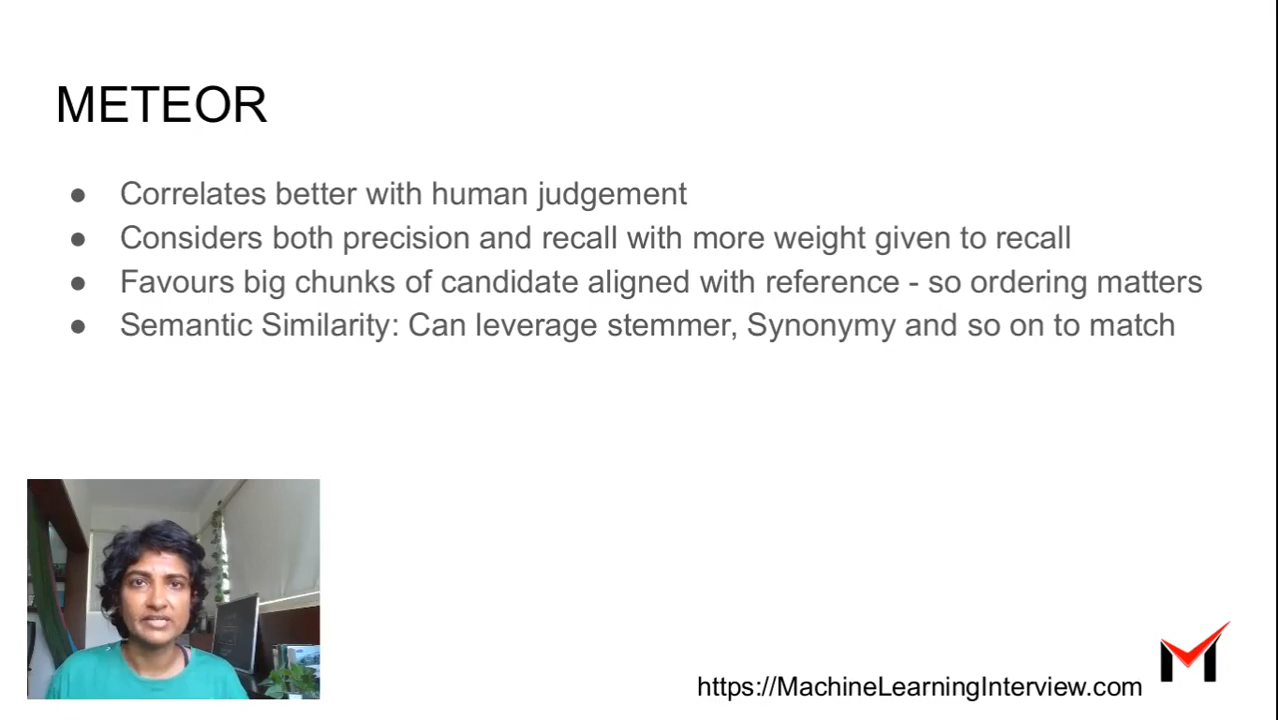 METEOR
● Correlates better with human judgement
● Considers both precision and recall with more weight given to recall
● Favours big chunks of candidate aligned with reference - so ordering matters
● Semantic Similarity: Can leverage stemmer, Synonymy and so on to match
https://MachineLearningInterview.com